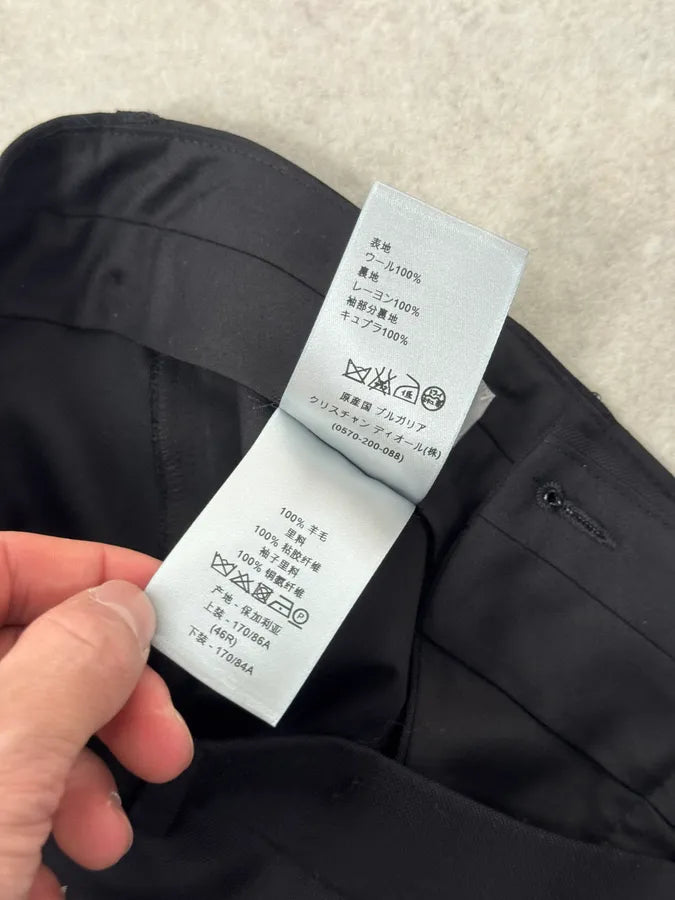 表地
ウール100%
裏地
レーヨン100%
袖部分裏地
キュプラ100%
原産国 ブルガリア
クリスチャン ディオール(株)
(0570-200-088)
100% 羊毛
里料
100% 粘胶纤维
袖子里料
100% 铜氨纤维
P
产地 - 保加利亚
上装 - 170/86A
(46R)
下装 - 170/84A